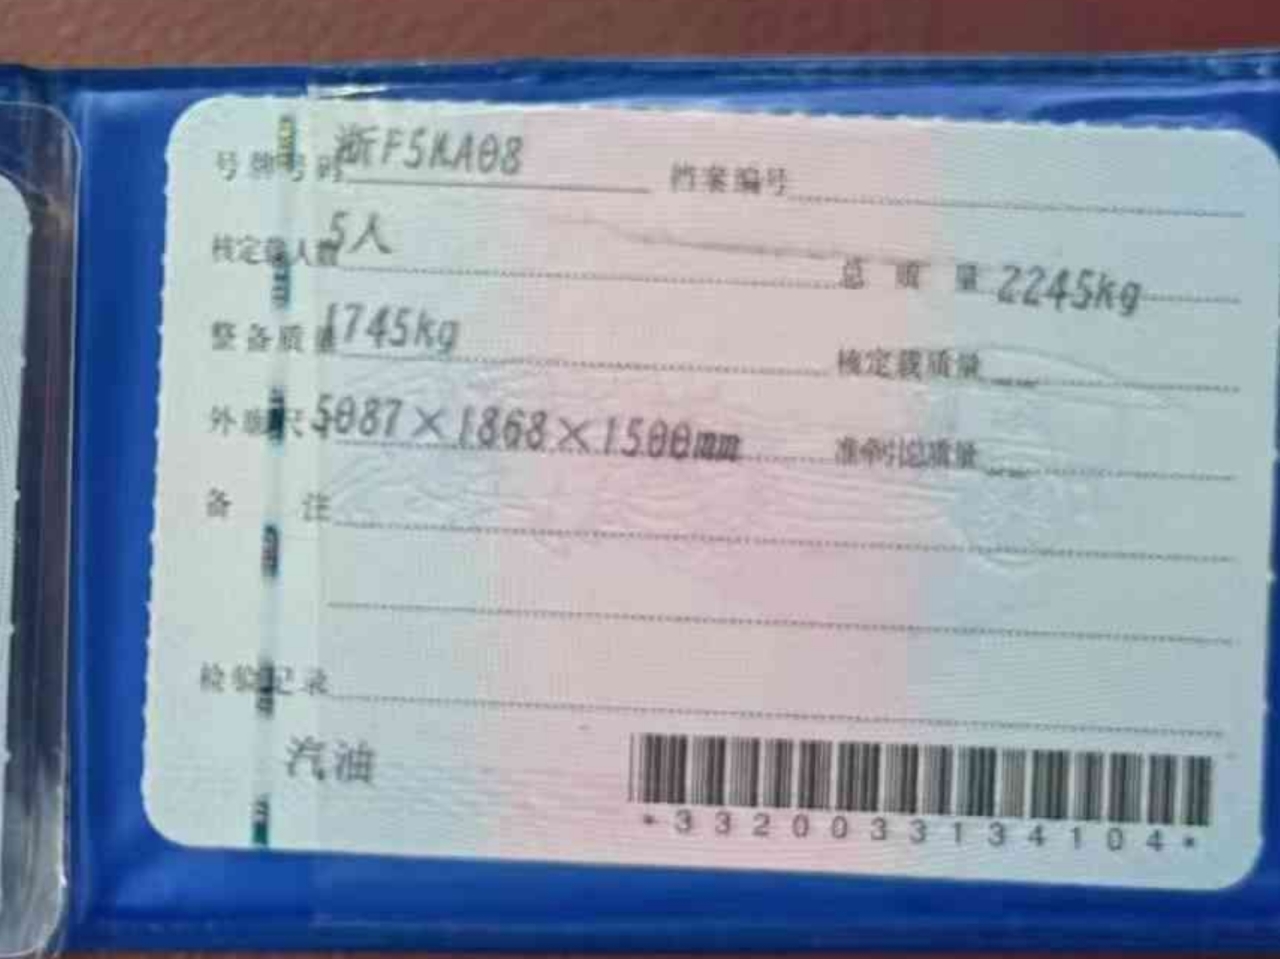 号牌号码 浙F5KA08 档案编号
核定载人数 5人 总质量 2245kg
整备质量 1745kg 核定载质量
外廓尺寸 5087×1868×1500mm 准牵引总质量
备注
检验记录
汽油
*3320033134104*